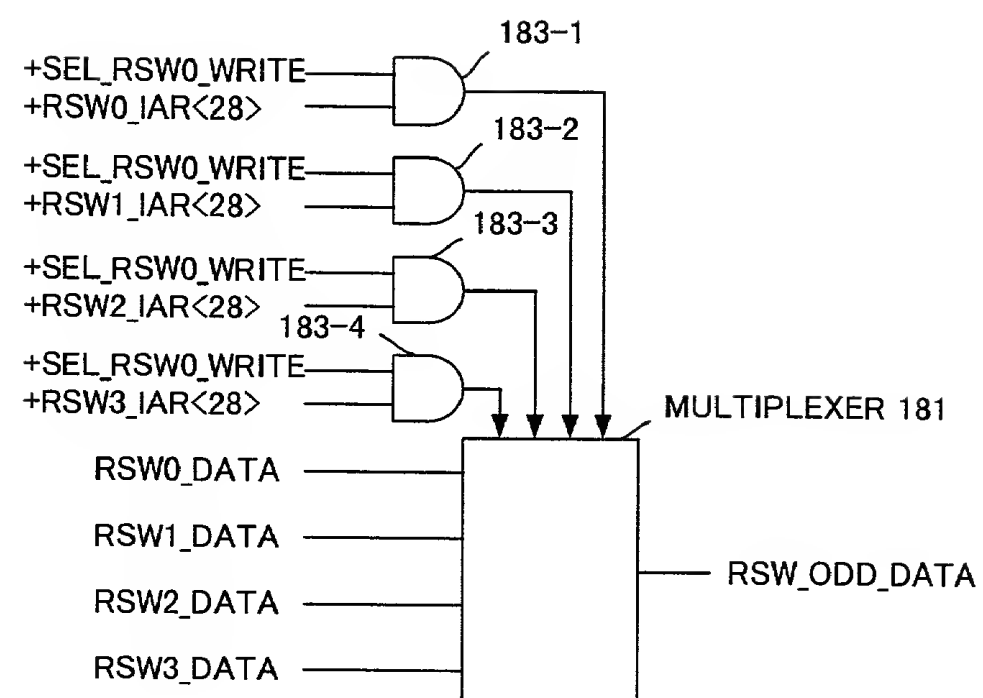 183-1
+SEL_RSW0_WRITE
+RSW0_IAR<28>
183-2
+SEL_RSW0_WRITE
+RSW1_IAR<28>
183-3
+SEL_RSW0_WRITE
+RSW2_IAR<28>
183-4
+SEL_RSW0_WRITE
+RSW3_IAR<28>
MULTIPLEXER 181
RSW0_DATA
RSW1_DATA
RSW_ODD_DATA
RSW2_DATA
RSW3_DATA